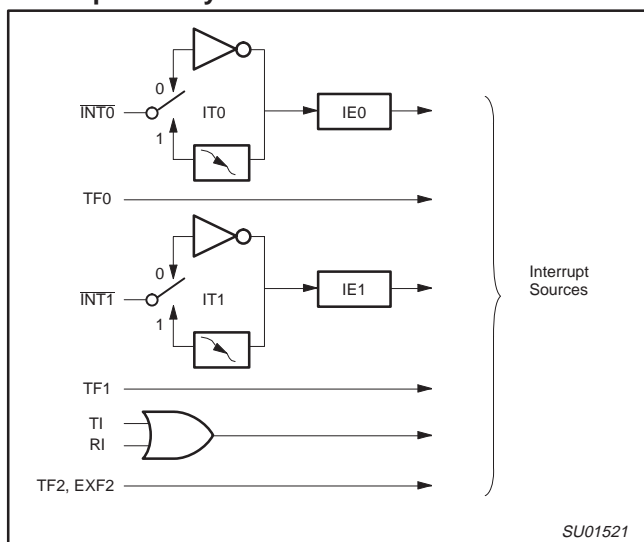 0
INT0
IT0
IE0
1
TF0
0
INT1
IT1
IE1
1
Interrupt
Sources
TF1
TI
RI
TF2, EXF2
SU01521